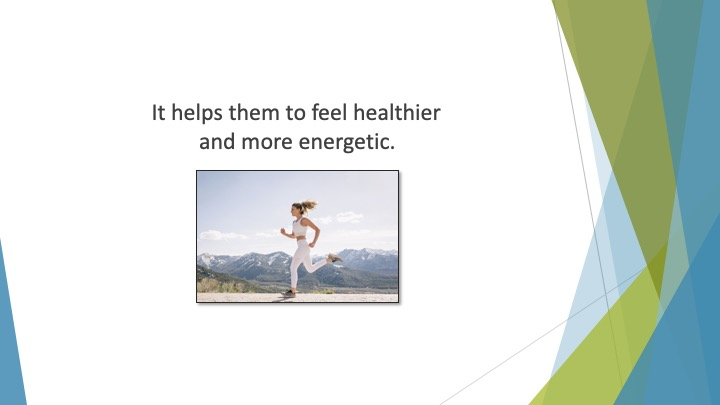 It helps them to feel healthier
and more energetic.